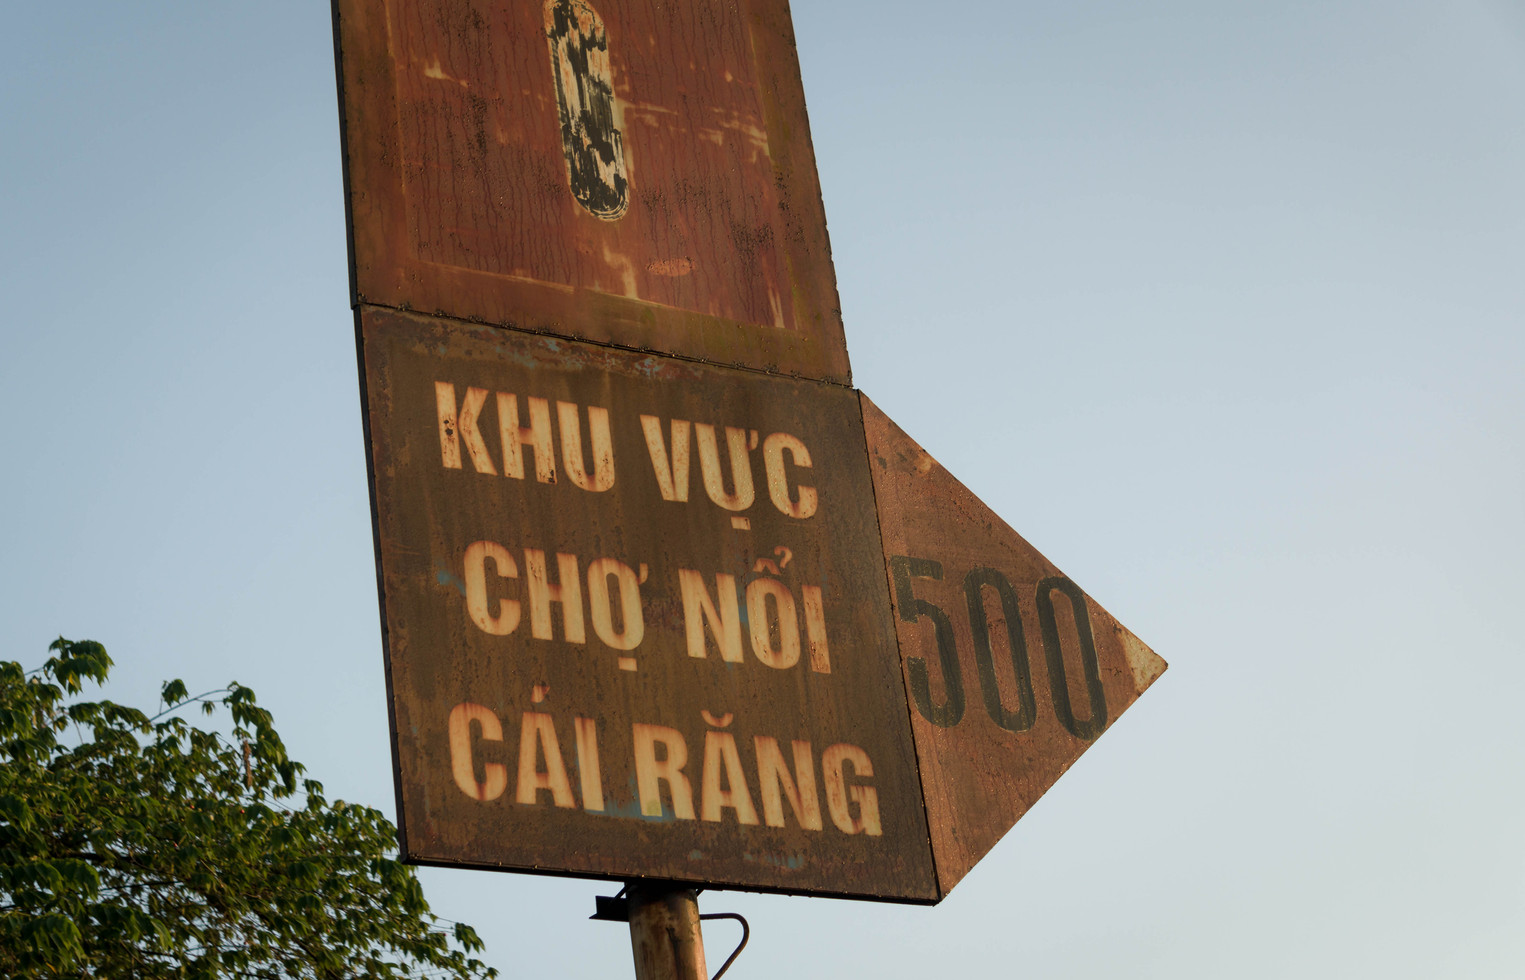 KHU VỰC
CHỢ NỔI
CÁI RĂNG
500